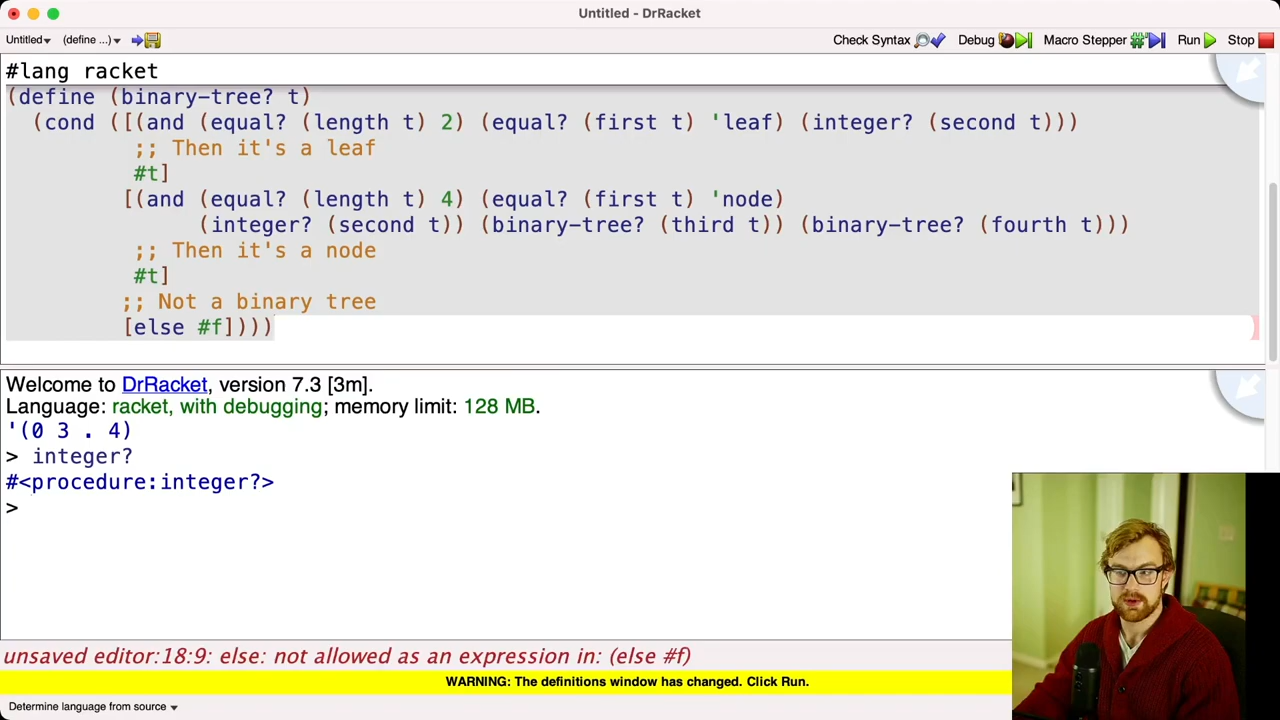 Untitled - DrRacket
Untitled▾ (define ...)▾ Check Syntax Debug Macro Stepper Run Stop
#lang racket
(define (binary-tree? t)
(cond ([(and (equal? (length t) 2) (equal? (first t) 'leaf) (integer? (second t)))
;; Then it's a leaf
#t]
[(and (equal? (length t) 4) (equal? (first t) 'node)
(integer? (second t)) (binary-tree? (third t)) (binary-tree? (fourth t)))
;; Then it's a node
#t]
;; Not a binary tree
[else #f])))
Welcome to DrRacket, version 7.3 [3m].
Language: racket, with debugging; memory limit: 128 MB.
'(0 3 . 4)
> integer?
#<procedure:integer?>
>
unsaved editor:18:9: else: not allowed as an expression in: (else #f)
WARNING: The definitions window has changed. Click Run.
Determine language from source ▾